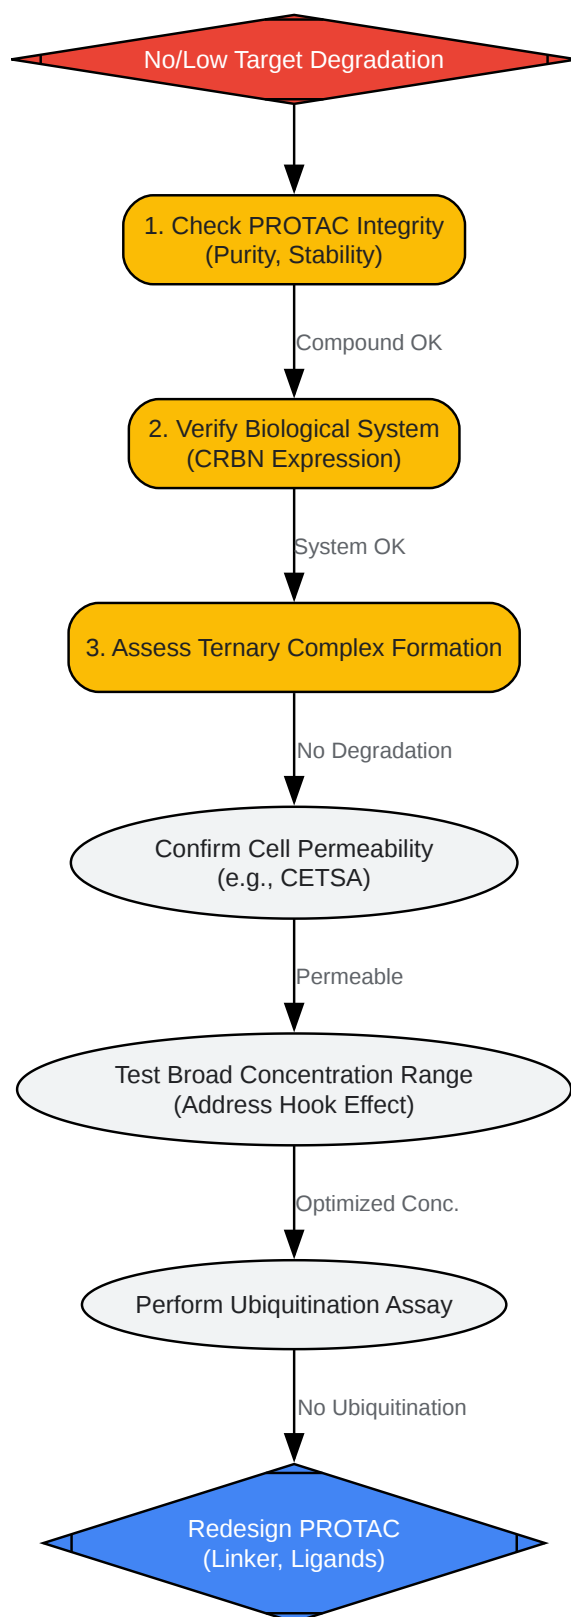 No/Low Target Degradation
1. Check PROTAC Integrity
(Purity, Stability)
Compound OK
2. Verify Biological System
(CRBN Expression)
System OK
3. Assess Ternary Complex Formation
No Degradation
Confirm Cell Permeability
(e.g., CETSA)
Permeable
Test Broad Concentration Range
(Address Hook Effect)
Optimized Conc.
Perform Ubiquitination Assay
No Ubiquitination
Redesign PROTAC
(Linker, Ligands)